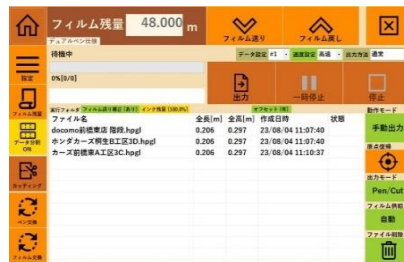 フィルム残量 48.000 m
デュアルペン仕様
フィルム送り
フィルム戻し
待機中
データ設定 #1 速度設定 高速 出力方法 通常
0%[0/0]
出力
一時停止
停止
設定
フィルム残量
データ分割
ON
カッティング
ペン交換
フィルム交換
実行フォルダ フィルム送り補正 [あり] インク残量 [100.0%]
オフセット [有]
ファイル名 全長[m] 全高[m] 作成日時 状態
docomo前橋東店 階段.hpgl 0.206 0.297 23/08/04 11:07:40
ホンダカーズ桐生B工区3D.hpgl 0.206 0.297 23/08/04 11:07:40
カーズ前橋東A工区3C.hpgl 0.206 0.297 23/08/04 11:10:37
動作モード
手動出力
原点復帰
出力モード
Pen/Cut
フィルム供給
自動
ファイル削除